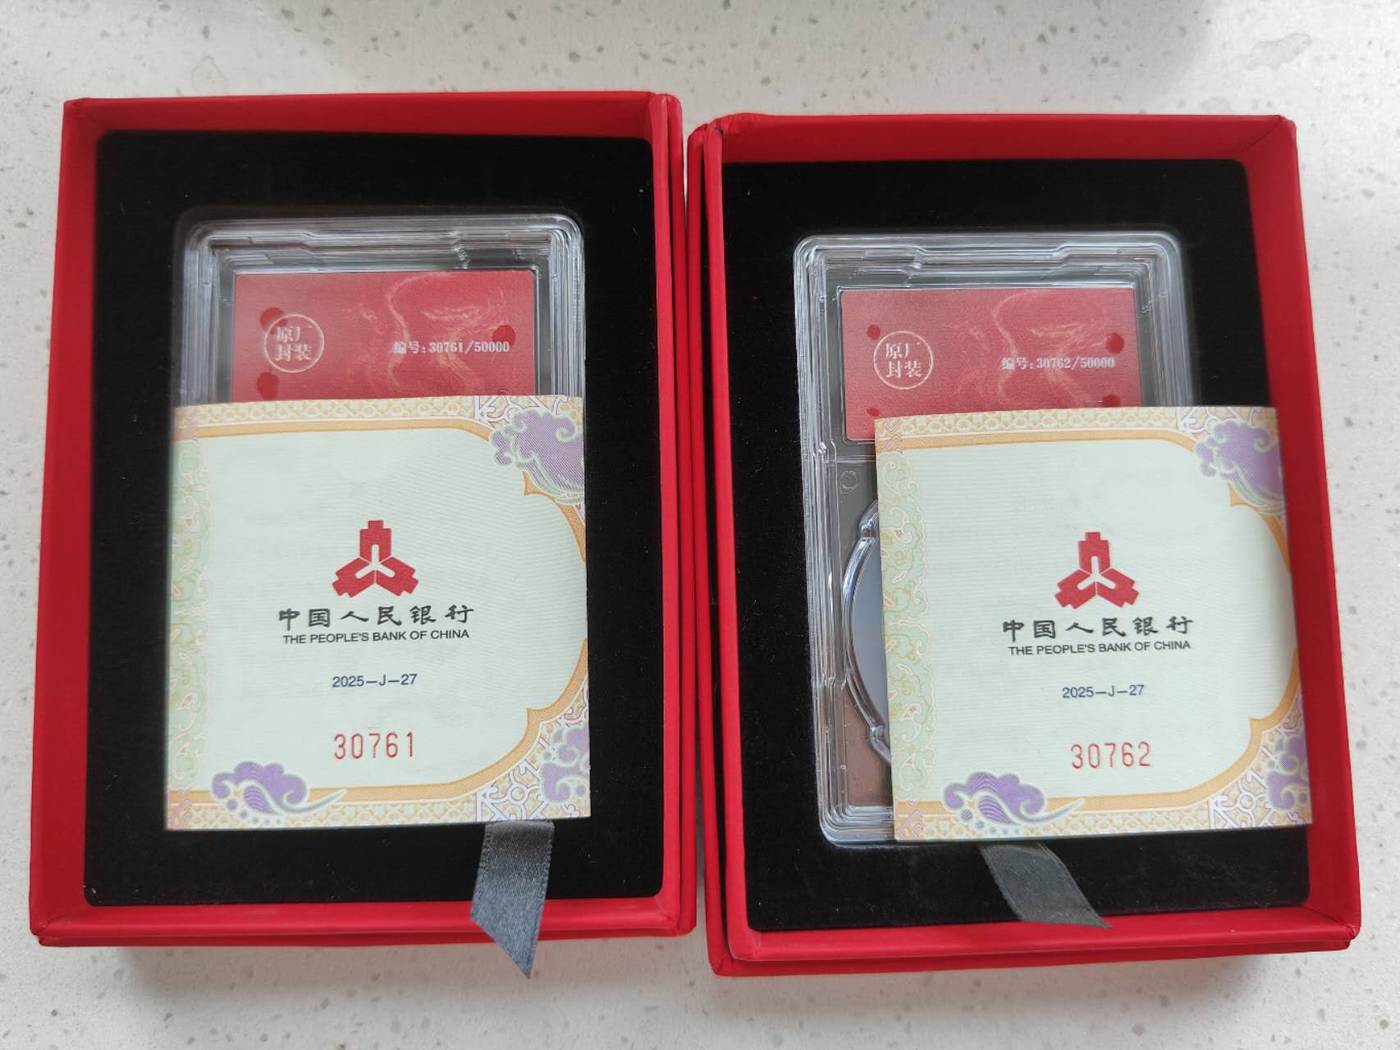 原厂
封装
编号:30761/50000
中国人民银行
THE PEOPLE'S BANK OF CHINA
2025—J—27
30761
原厂
封装
编号:30762/50000
中国人民银行
THE PEOPLE'S BANK OF CHINA
2025—J—27
30762